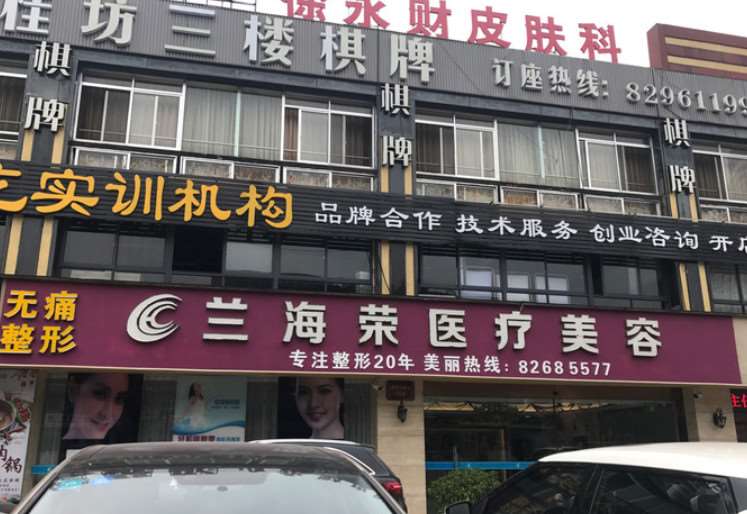 徐永财皮肤科
桂坊三楼棋牌
订座热线：8296119
棋牌
棋牌
棋牌
实训机构
品牌合作 技术服务 创业咨询 开店
无痛
整形
兰海荣医疗美容
专注整形20年 美丽热线：82685577